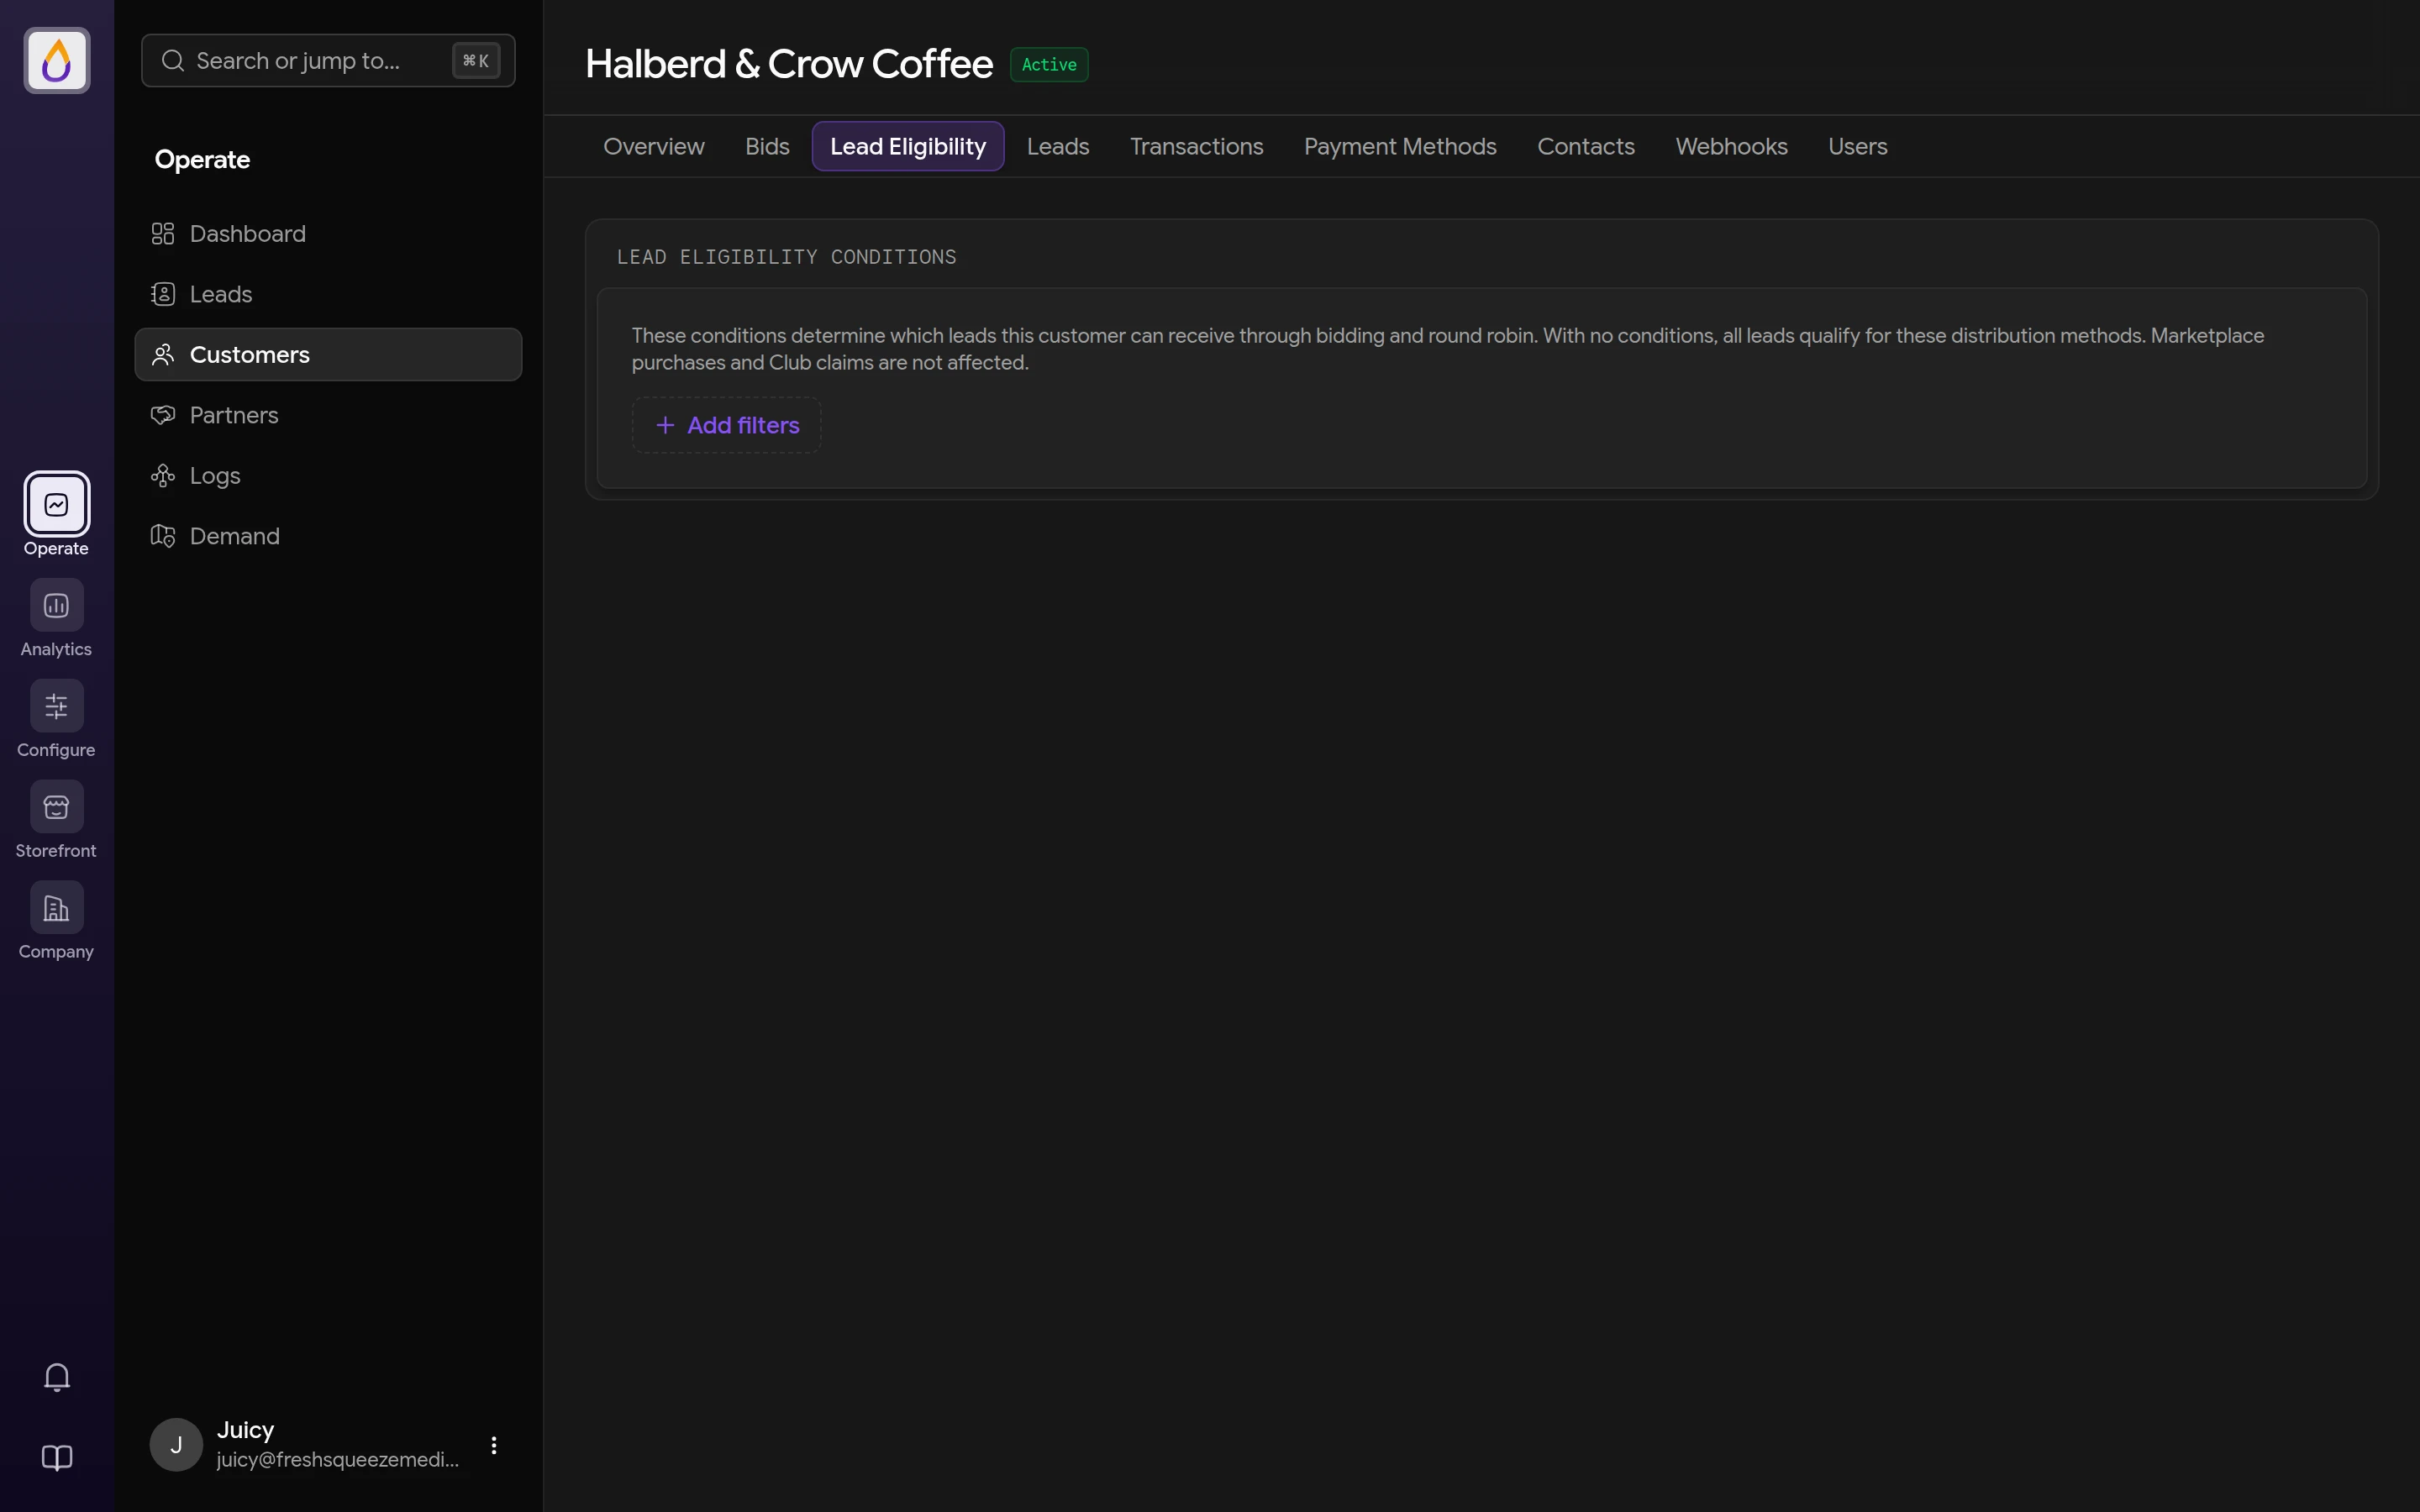 Search or jump to...
⌘K
Operate
Dashboard
Leads
Customers
Partners
Logs
Demand
Operate
Analytics
Configure
Storefront
Company
J
Juicy
juicy@freshsqueezemedi...
Halberd & Crow Coffee
Active
Overview
Bids
Lead Eligibility
Leads
Transactions
Payment Methods
Contacts
Webhooks
Users
LEAD ELIGIBILITY CONDITIONS
These conditions determine which leads this customer can receive through bidding and round robin. With no conditions, all leads qualify for these distribution methods. Marketplace
purchases and Club claims are not affected.
+ Add filters